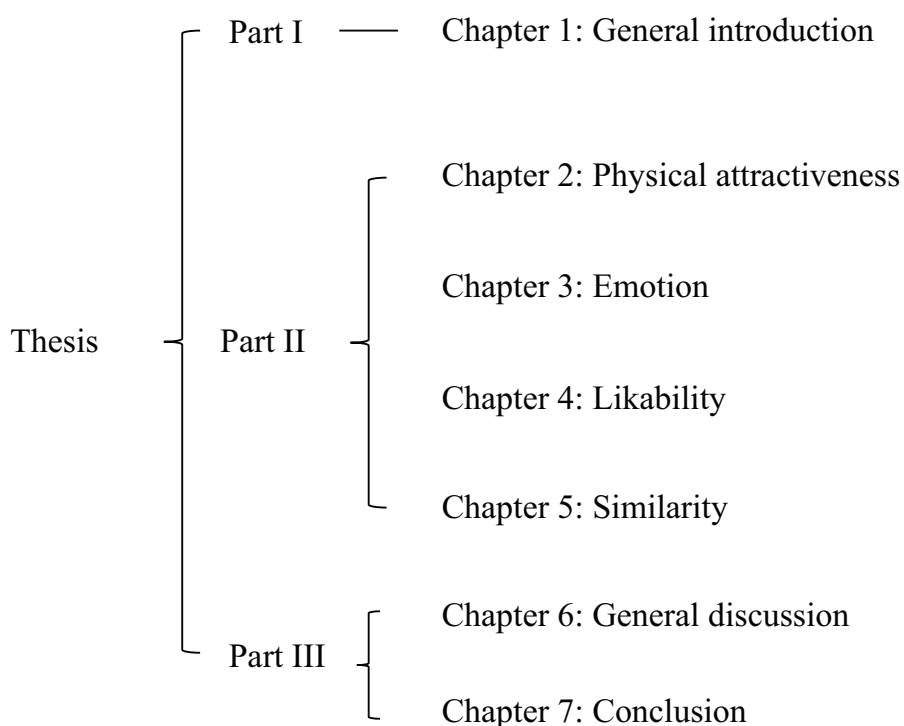 Part I
Chapter 1: General introduction
Chapter 2: Physical attractiveness
Chapter 3: Emotion
Thesis
Part II
Chapter 4: Likability
Chapter 5: Similarity
Chapter 6: General discussion
Part III
Chapter 7: Conclusion